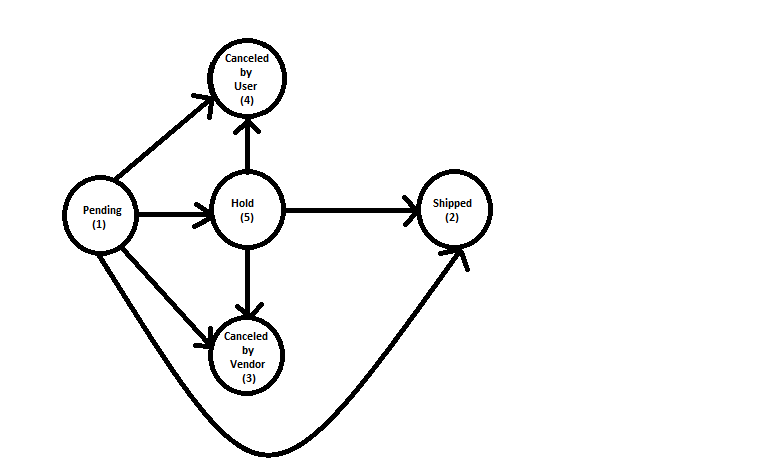 Canceled
by
User
(4)
Pending
(1)
Hold
(5)
Shipped
(2)
Canceled
by
Vendor
(3)